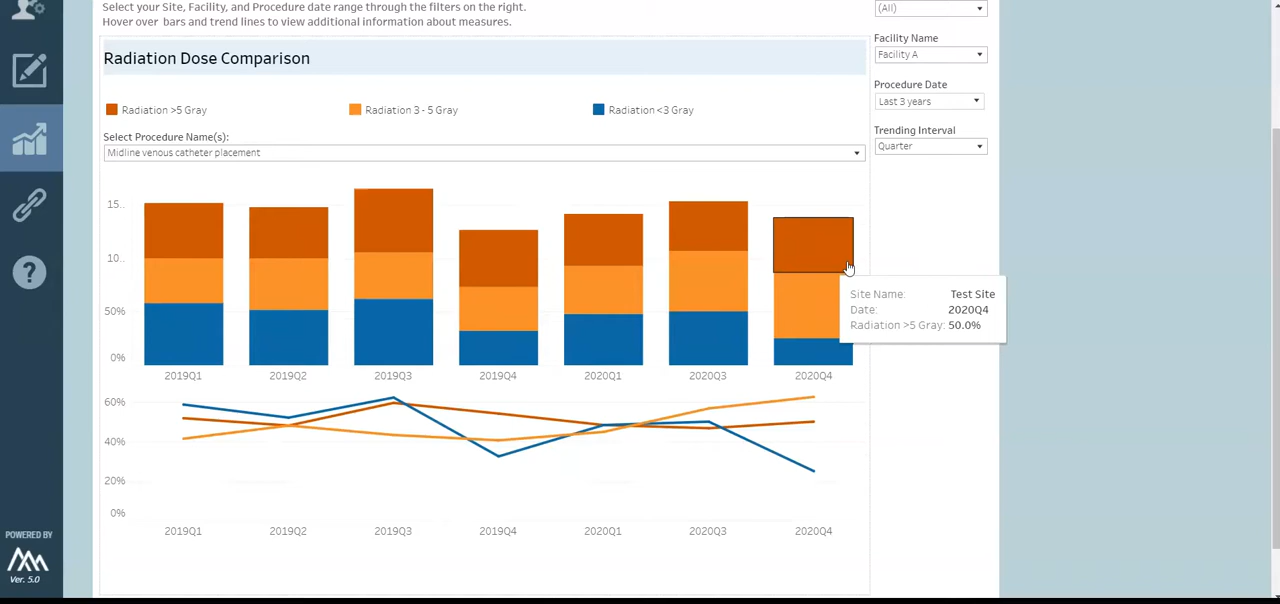 Select your Site, Facility, and Procedure date range through the filters on the right.
Hover over bars and trend lines to view additional information about measures.
(All)
Facility Name
Facility A
Procedure Date
Last 3 years
Trending Interval
Quarter
Radiation Dose Comparison
Radiation >5 Gray
Radiation 3 - 5 Gray
Radiation <3 Gray
Select Procedure Name(s):
Midline venous catheter placement
15..
10..
50%
0%
2019Q1 2019Q2 2019Q3 2019Q4 2020Q1 2020Q3 2020Q4
Site Name: Test Site
Date: 2020Q4
Radiation >5 Gray: 50.0%
60%
40%
20%
0%
2019Q1 2019Q2 2019Q3 2019Q4 2020Q1 2020Q3 2020Q4
?
POWERED BY
Ver. 5.0